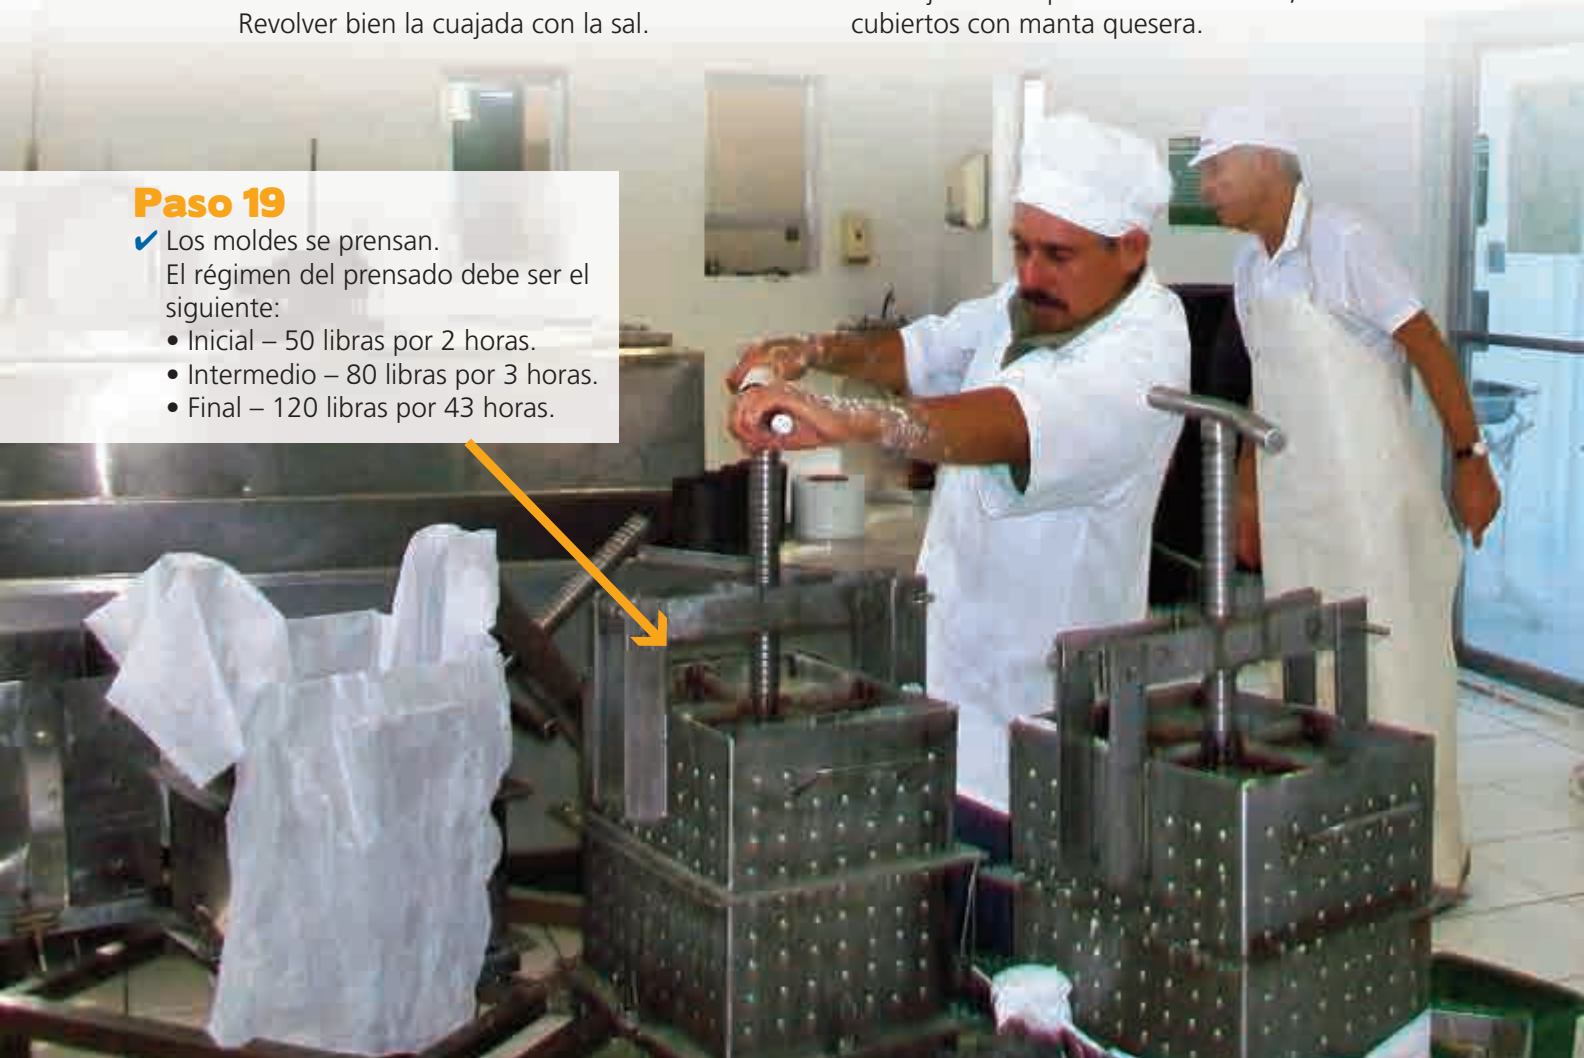 Revolver bien la cuajada con la sal.
cubiertos con manta quesera.
Paso 19
✔ Los moldes se prensan.
El régimen del prensado debe ser el
siguiente:
• Inicial – 50 libras por 2 horas.
• Intermedio – 80 libras por 3 horas.
• Final – 120 libras por 43 horas.